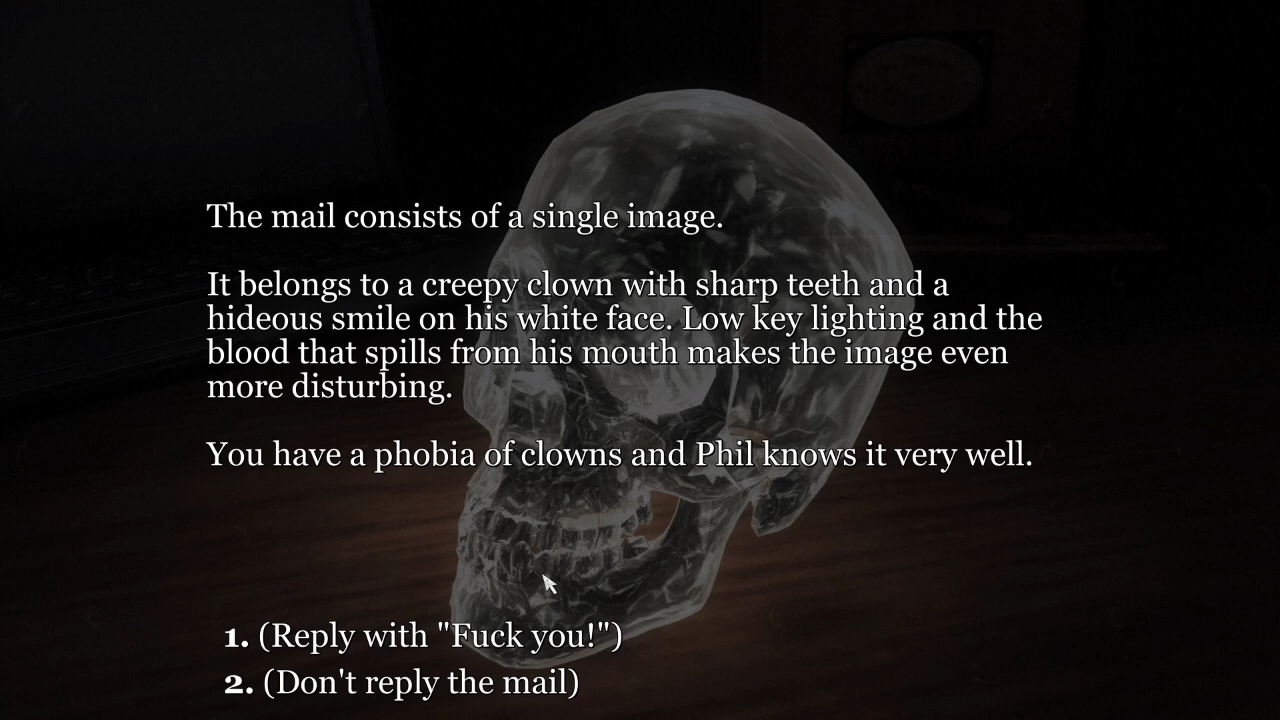 The mail consists of a single image.
It belongs to a creepy clown with sharp teeth and a
hideous smile on his white face. Low key lighting and the
blood that spills from his mouth makes the image even
more disturbing.
You have a phobia of clowns and Phil knows it very well.
1. (Reply with "Fuck you!")
2. (Don't reply the mail)